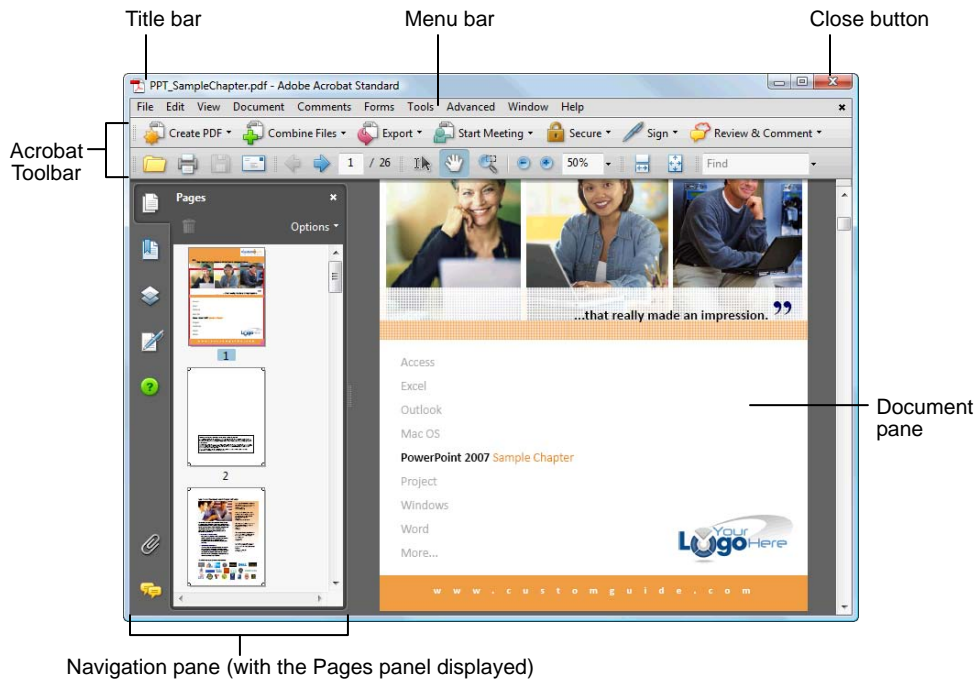 Title bar
Menu bar
Close button
PPT_SampleChapter.pdf - Adobe Acrobat Standard
File Edit View Document Comments Forms Tools Advanced Window Help
Acrobat
Toolbar
Create PDF Combine Files Export Start Meeting Secure Sign Review & Comment
1 / 26 50% Find
Pages
Options
1
2
...that really made an impression. ”
Access
Excel
Outlook
Mac OS
PowerPoint 2007 Sample Chapter
Project
Windows
Word
More...
Your
Logo Here
www.customguide.com
Document
pane
Navigation pane (with the Pages panel displayed)